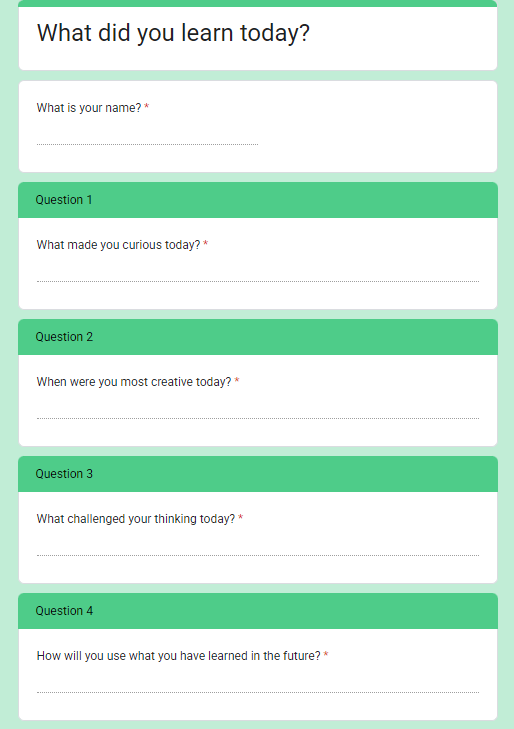 What did you learn today?
What is your name? *
Question 1
What made you curious today? *
Question 2
When were you most creative today? *
Question 3
What challenged your thinking today? *
Question 4
How will you use what you have learned in the future? *